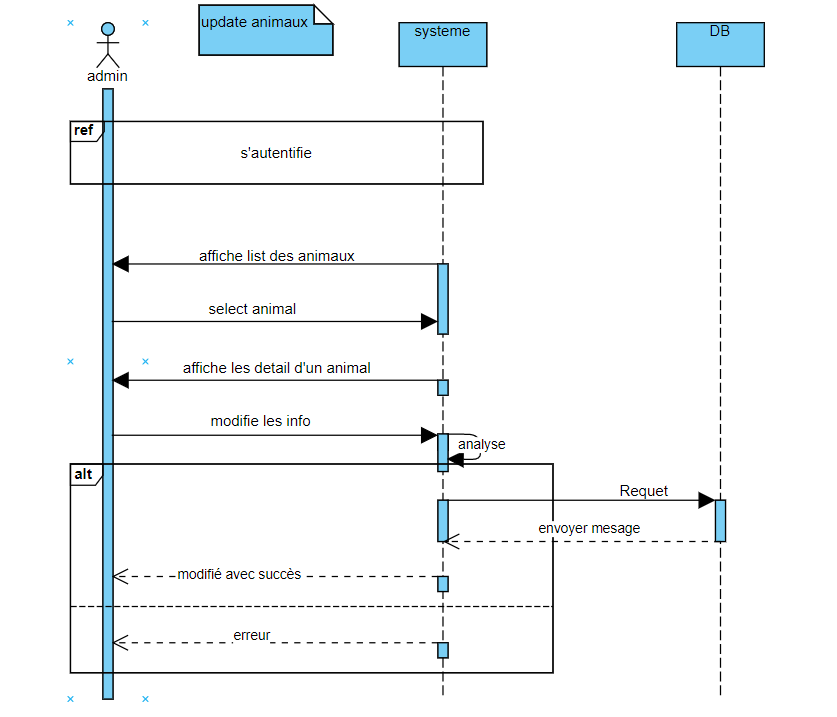 update animaux
systeme
DB
admin
ref
s'autentifie
affiche list des animaux
select animal
affiche les detail d'un animal
modifie les info
analyse
alt
Requet
envoyer mesage
modifié avec succès
erreur